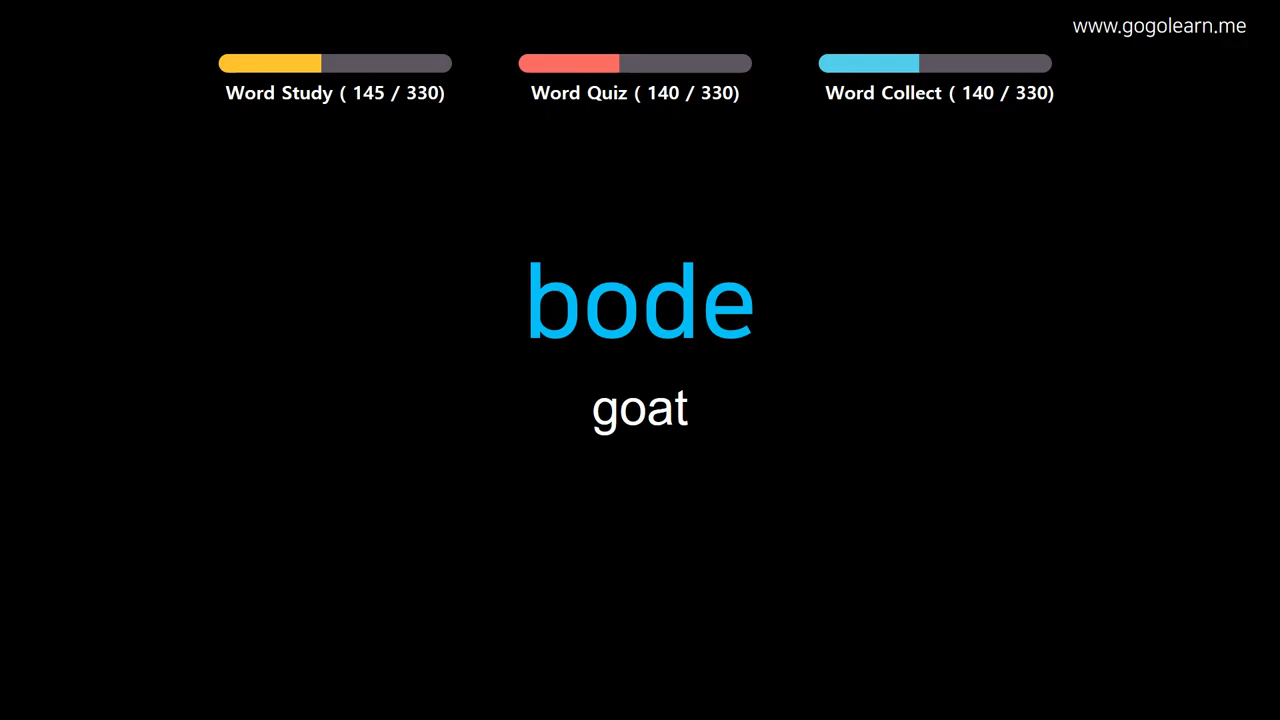 www.gogolearn.me
Word Study ( 145 / 330)
Word Quiz ( 140 / 330)
Word Collect ( 140 / 330)
bode
goat